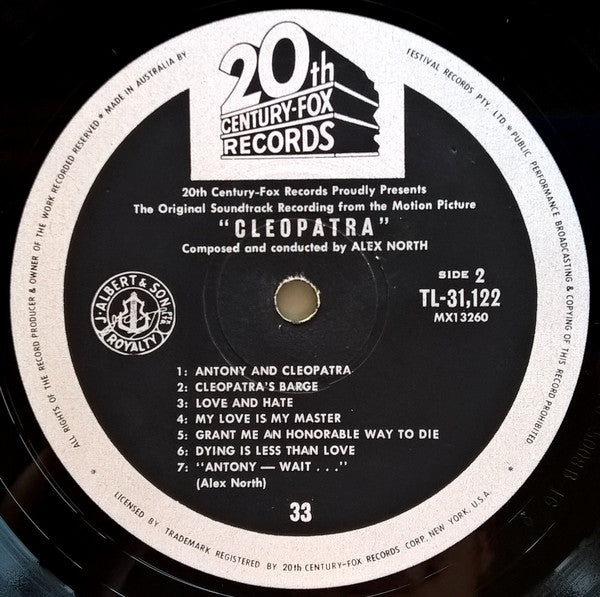 20th
CENTURY-FOX
RECORDS
20th Century-Fox Records Proudly Presents
The Original Soundtrack Recording from the Motion Picture
"CLEOPATRA"
Composed and conducted by ALEX NORTH
SIDE 2
TL-31,122
MX13260
J. ALBERT & SON PTY LTD
ROYALTY
1: ANTONY AND CLEOPATRA
2: CLEOPATRA'S BARGE
3: LOVE AND HATE
4: MY LOVE IS MY MASTER
5: GRANT ME AN HONORABLE WAY TO DIE
6: DYING IS LESS THAN LOVE
7: "ANTONY — WAIT . . ."
(Alex North)
33
ALL RIGHTS OF THE RECORD PRODUCER & OWNER OF THE WORK RECORDED RESERVED * MADE IN AUSTRALIA BY
FESTIVAL RECORDS PTY. LTD. * PUBLIC PERFORMANCE BROADCASTING & COPYING OF THIS RECORD PROHIBITED
* LICENSED BY TRADEMARK REGISTERED BY 20th CENTURY-FOX RECORDS CORP. NEW YORK, U.S.A. *